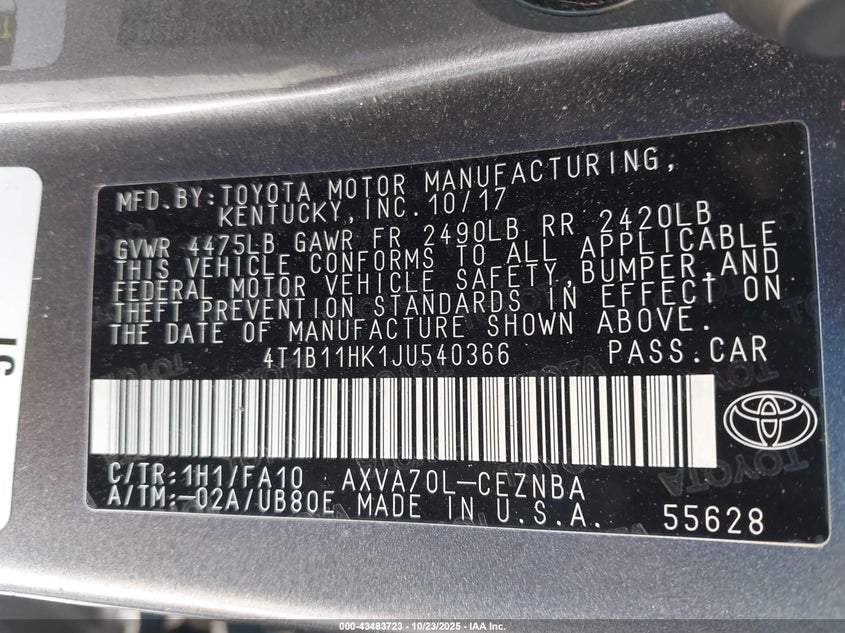 MFD. BY: TOYOTA MOTOR MANUFACTURING,
KENTUCKY, INC. 10/17
GVWR 4475LB GAWR FR 2490LB RR 2420LB
THIS VEHICLE CONFORMS TO ALL APPLICABLE
FEDERAL MOTOR VEHICLE SAFETY, BUMPER, AND
THEFT PREVENTION STANDARDS IN EFFECT ON
THE DATE OF MANUFACTURE SHOWN ABOVE.
4T1B11HK1JU540366 PASS. CAR
C/TR: 1H1/FA10 AXVA70L-CEZNBA
A/TM: -02A/UB80E MADE IN U.S.A. 55628
000-43483723 | 10/23/2025 - IAA Inc.